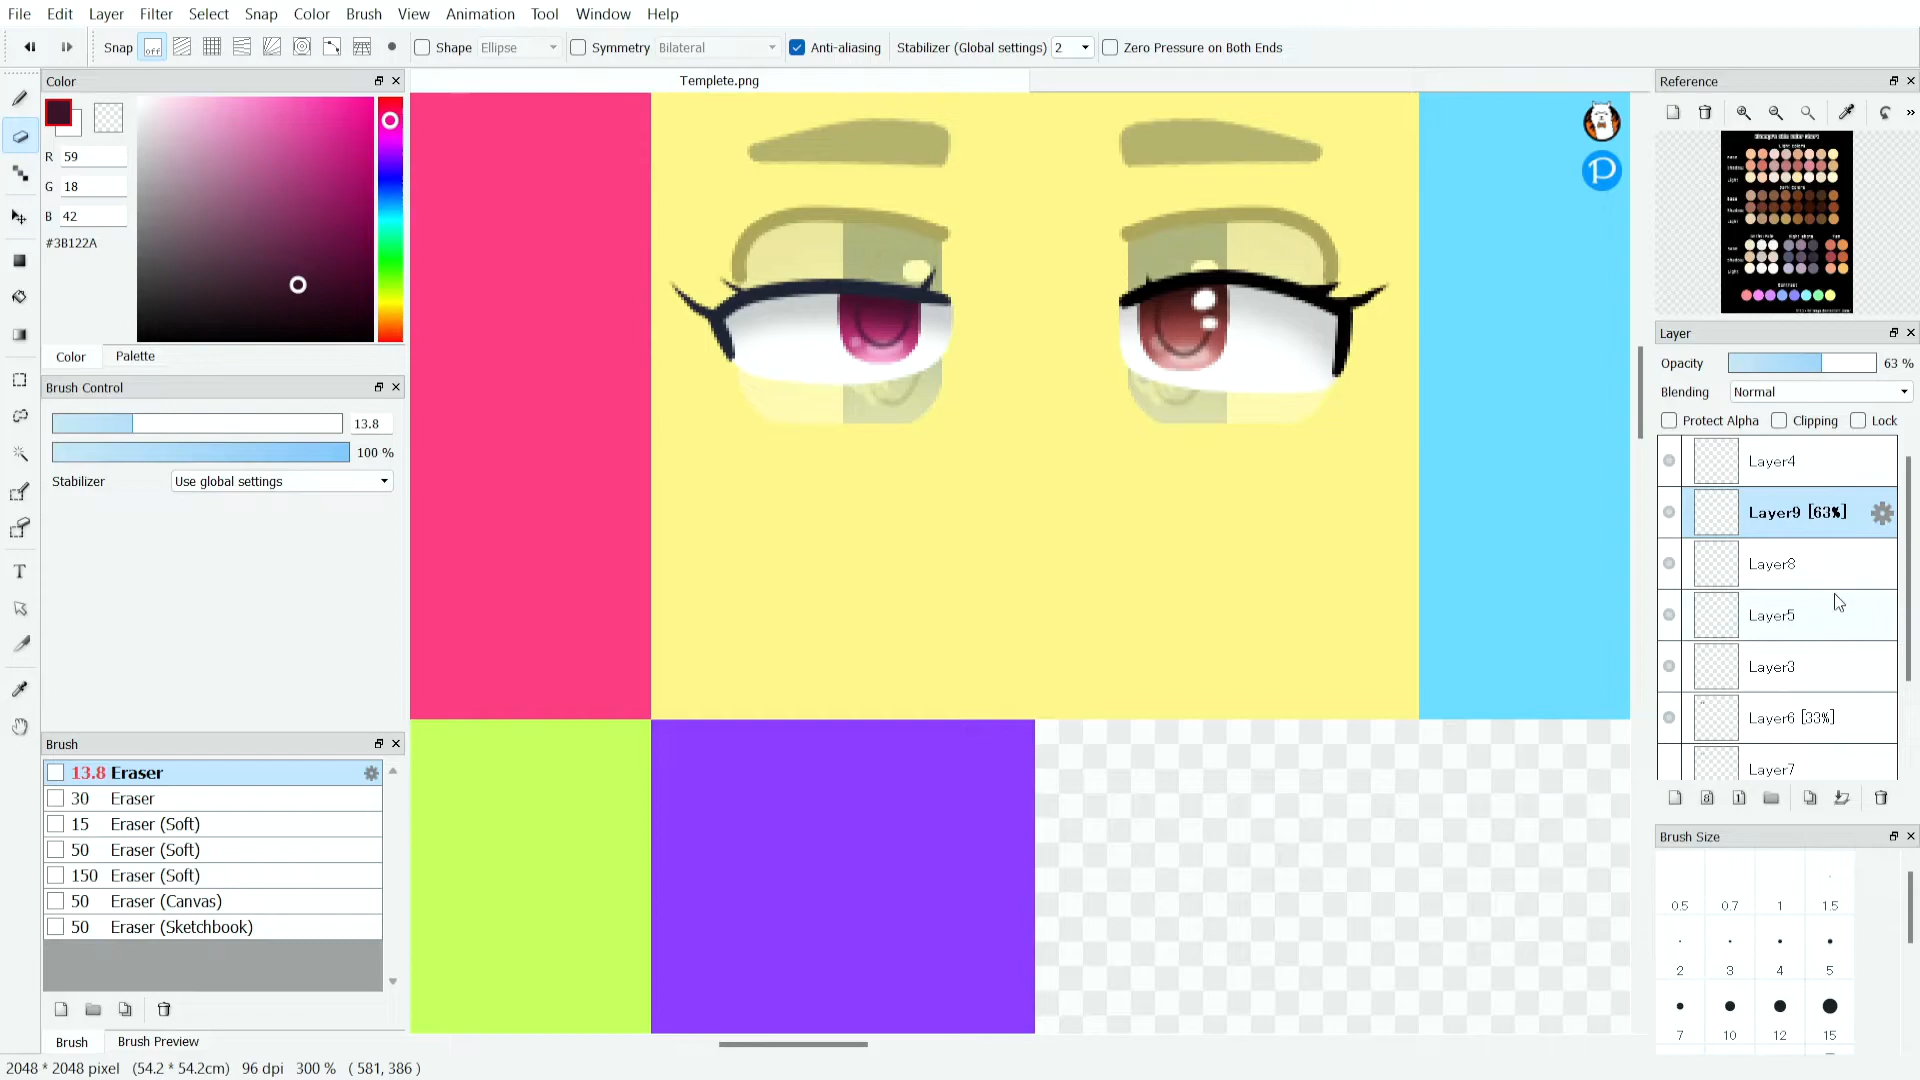 File Edit Layer Filter Select Snap Color Brush View Animation Tool Window Help
Snap off Shape Ellipse Symmetry Bilateral Anti-aliasing Stabilizer (Global settings) 2 Zero Pressure on Both Ends
Color
Templete.png
Reference
R 59
G 18
B 42
#3B122A
Color Palette
Brush Control
13.8
100 %
Stabilizer Use global settings
Brush
13.8 Eraser
30 Eraser
15 Eraser (Soft)
50 Eraser (Soft)
150 Eraser (Soft)
50 Eraser (Canvas)
50 Eraser (Sketchbook)
Brush Brush Preview
P
Layer
Opacity 63 %
Blending Normal
Protect Alpha Clipping Lock
Layer4
Layer9 [63%]
Layer8
Layer5
Layer3
Layer6 [33%]
Layer7
8 1
Brush Size
0.5 0.7 1 1.5
2 3 4 5
7 10 12 15
2048 * 2048 pixel (54.2 * 54.2cm) 96 dpi 300 % ( 581, 386 )